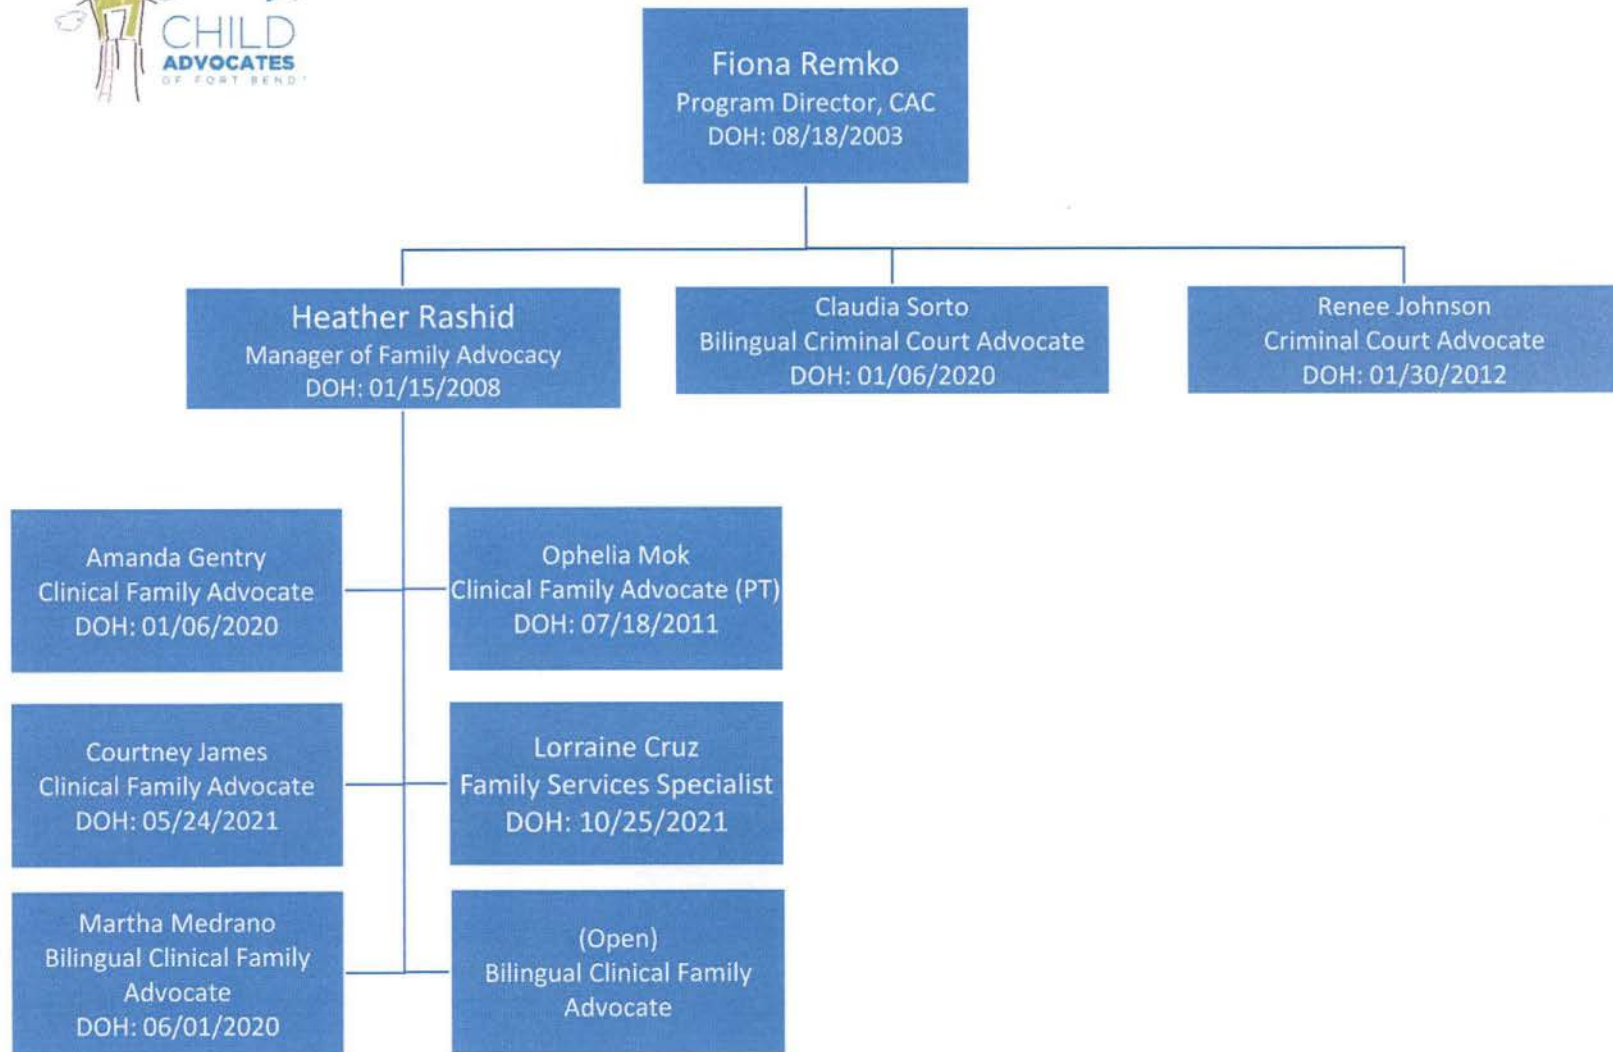 CHILD
ADVOCATES
OF FORT BEND
Fiona Remko
Program Director, CAC
DOH: 08/18/2003
Heather Rashid
Manager of Family Advocacy
DOH: 01/15/2008
Claudia Sorto
Bilingual Criminal Court Advocate
DOH: 01/06/2020
Renee Johnson
Criminal Court Advocate
DOH: 01/30/2012
Amanda Gentry
Clinical Family Advocate
DOH: 01/06/2020
Ophelia Mok
Clinical Family Advocate (PT)
DOH: 07/18/2011
Courtney James
Clinical Family Advocate
DOH: 05/24/2021
Lorraine Cruz
Family Services Specialist
DOH: 10/25/2021
Martha Medrano
Bilingual Clinical Family
Advocate
DOH: 06/01/2020
(Open)
Bilingual Clinical Family
Advocate